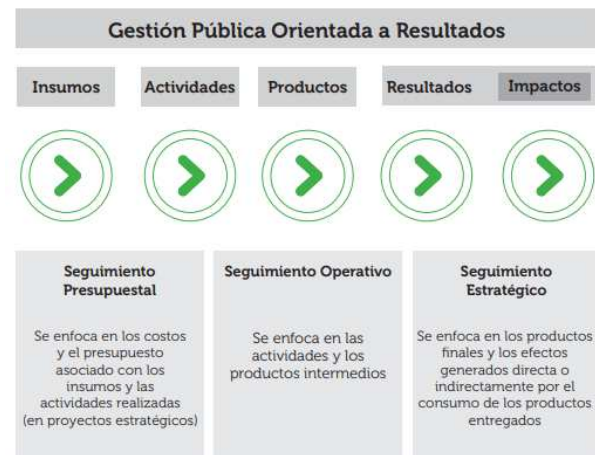 Gestión Pública Orientada a Resultados
Insumos
Actividades
Productos
Resultados
Impactos
Seguimiento
Presupuestal
Se enfoca en los costos
y el presupuesto
asociado con los
insumos y las
actividades realizadas
(en proyectos estratégicos)
Seguimiento Operativo
Se enfoca en las
actividades y los
productos intermedios
Seguimiento
Estratégico
Se enfoca en los productos
finales y los efectos
generados directa o
indirectamente por el
consumo de los productos
entregados